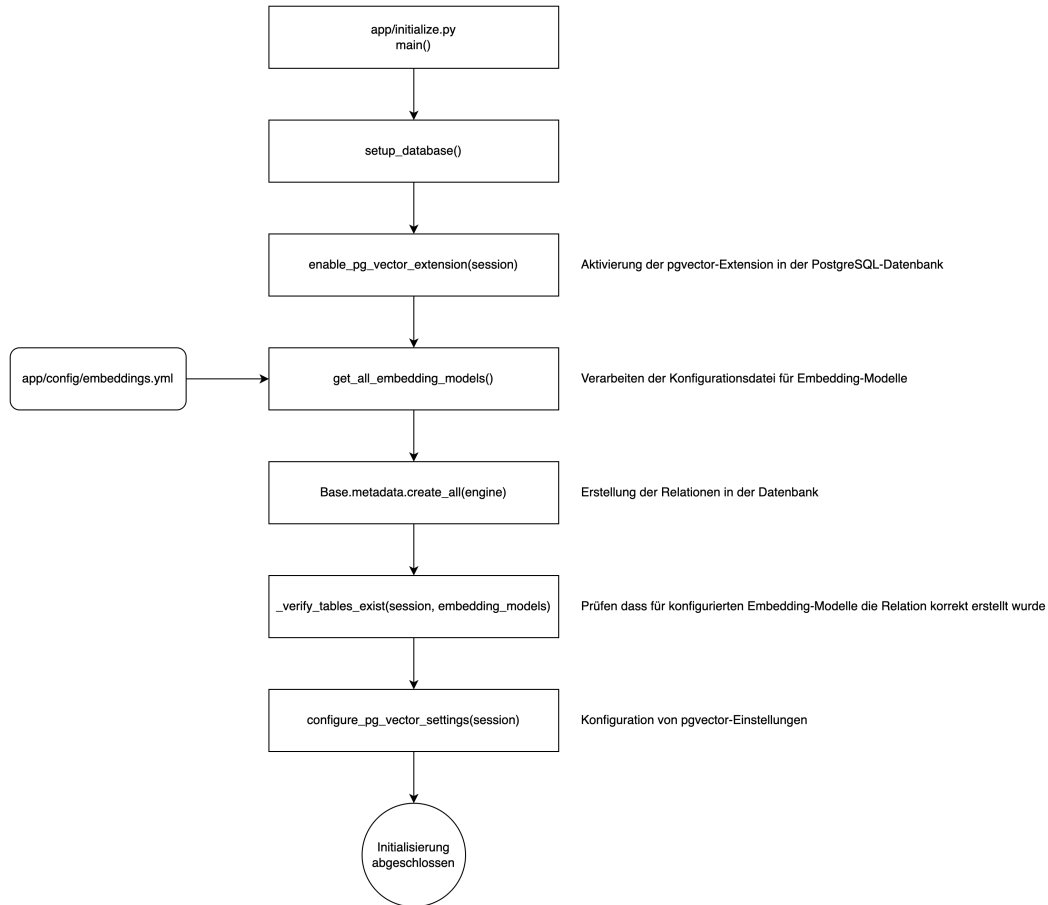 app/initialize.py
main()
setup_database()
enable_pg_vector_extension(session)
Aktivierung der pgvector-Extension in der PostgreSQL-Datenbank
app/config/embeddings.yml
get_all_embedding_models()
Verarbeiten der Konfigurationsdatei für Embedding-Modelle
Base.metadata.create_all(engine)
Erstellung der Relationen in der Datenbank
_verify_tables_exist(session, embedding_models)
Prüfen dass für konfigurierten Embedding-Modelle die Relation korrekt erstellt wurde
configure_pg_vector_settings(session)
Konfiguration von pgvector-Einstellungen
Initialisierung
abgeschlossen